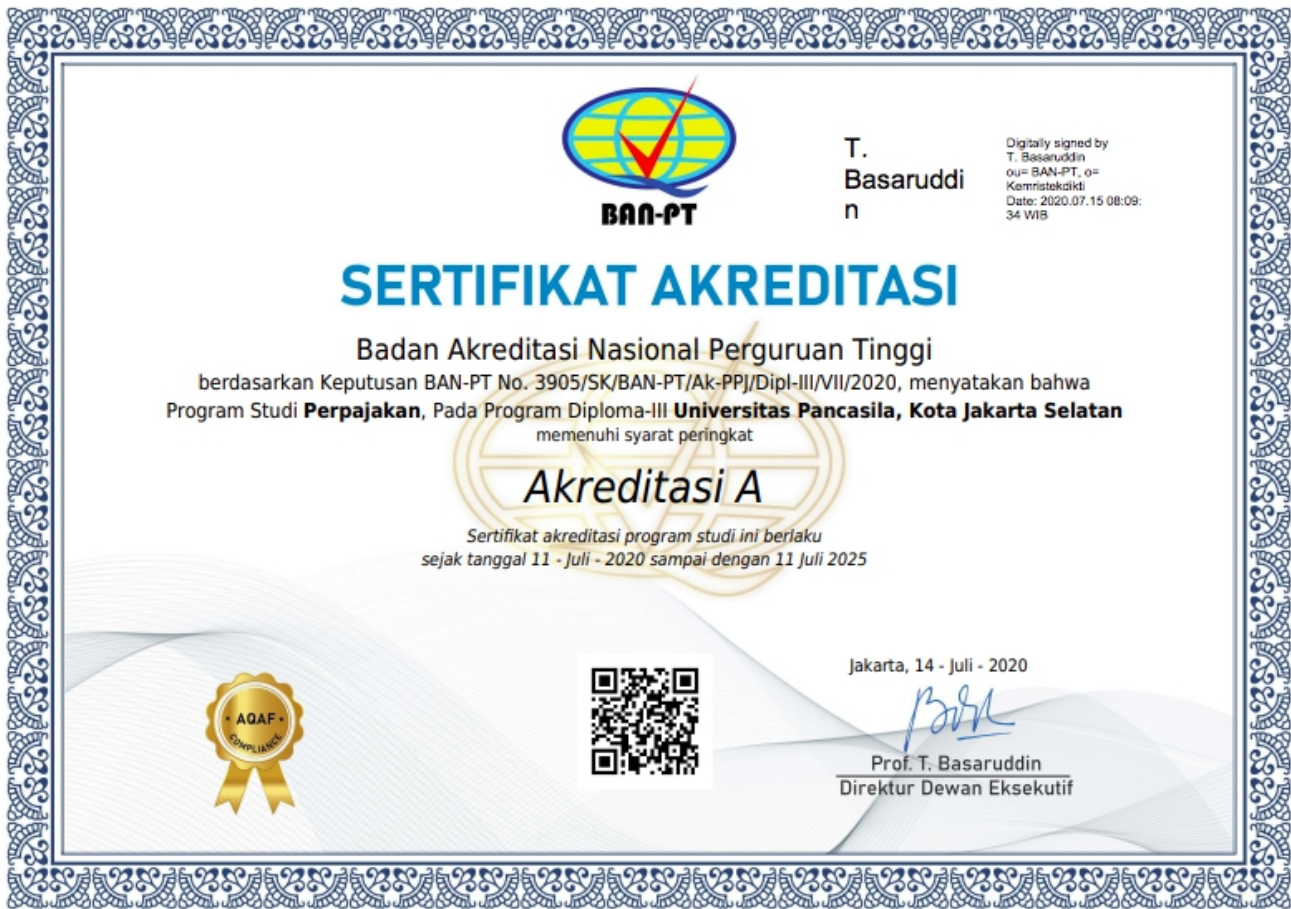 BAN-PT
T.
Basaruddi
n
Digitally signed by
T. Basaruddin
ou= BAN-PT, o=
Kemristekdikti
Date: 2020.07.15 08:09:
34 WIB
SERTIFIKAT AKREDITASI
Badan Akreditasi Nasional Perguruan Tinggi
berdasarkan Keputusan BAN-PT No. 3905/SK/BAN-PT/Ak-PPJ/Dipl-III/VII/2020, menyatakan bahwa
Program Studi Perpajakan, Pada Program Diploma-III Universitas Pancasila, Kota Jakarta Selatan
memenuhi syarat peringkat
Akreditasi A
Sertifikat akreditasi program studi ini berlaku
sejak tanggal 11 - Juli - 2020 sampai dengan 11 Juli 2025
AQAF
COMPLIANCE
Jakarta, 14 - Juli - 2020
Prof. T. Basaruddin
Direktur Dewan Eksekutif